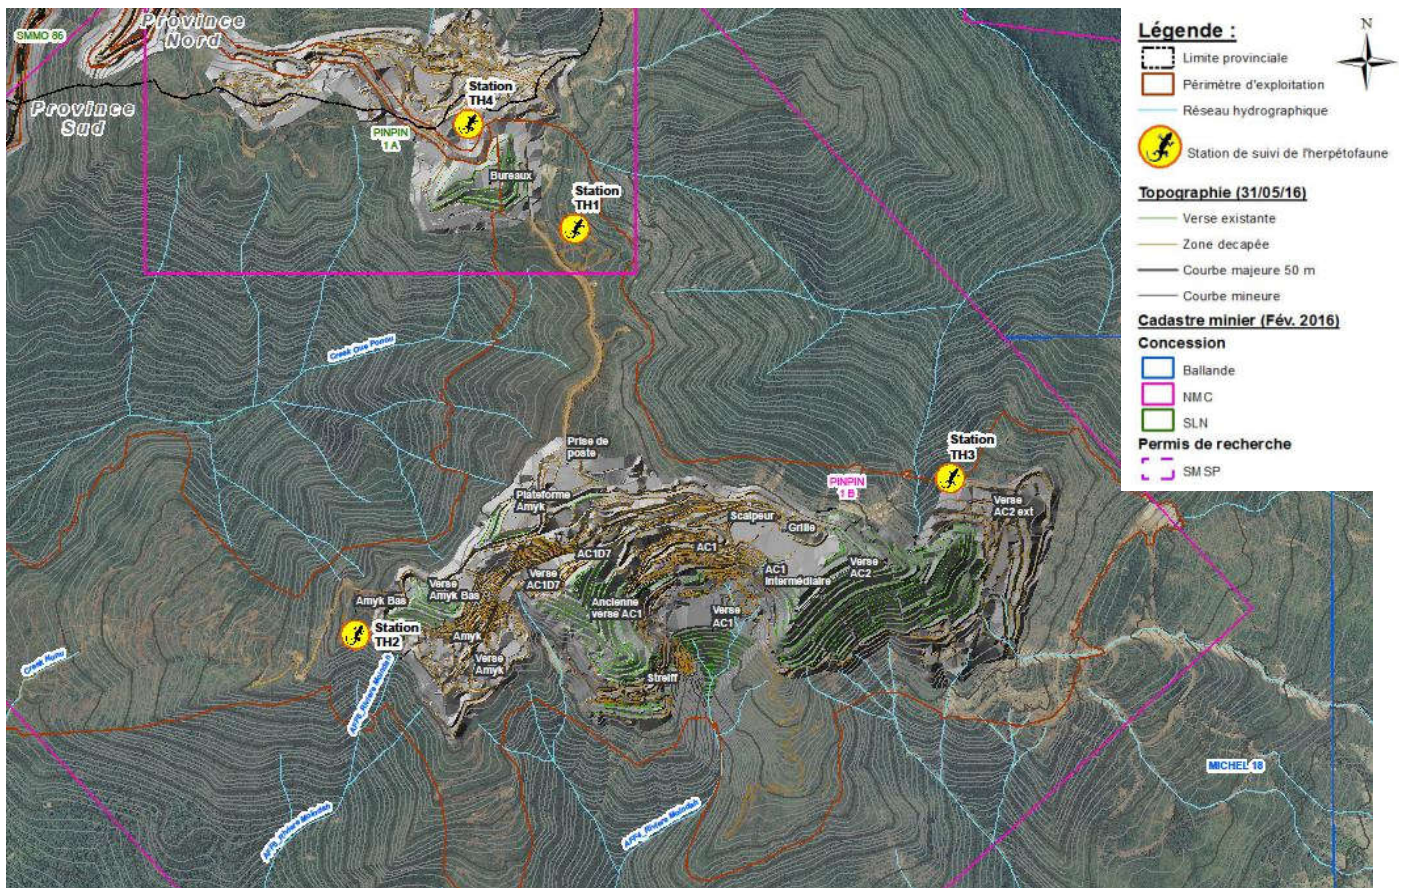 Province
Nord
SMMO 86
Province
Sud
Station
TH4
PINPIN
1 A
Bureaux
Station
TH1
Creek Oue Ponou
Prise de
poste
Station
TH3
PINPIN
1 B
Plateforme
Amyk
Verse
AC2 ext
Scalpeur
Grille
AC1D7
AC1
Verse
AC1D7
Verse
AC2
AC1
Intermédiaire
Verse
Amyk Bas
Amyk Bas
Ancienne
verse AC1
Verse
AC1
Station
TH2
Amyk
Verse
Amyk
Streiff
MICHEL 18
Légende :
N
Limite provinciale
Périmètre d'exploitation
Réseau hydrographique
Station de suivi de l'herpétofaune
Topographie (31/05/16)
Verse existante
Zone decapée
Courbe majeure 50 m
Courbe mineure
Cadastre minier (Fév. 2016)
Concession
Ballande
NMC
SLN
Permis de recherche
SMSP